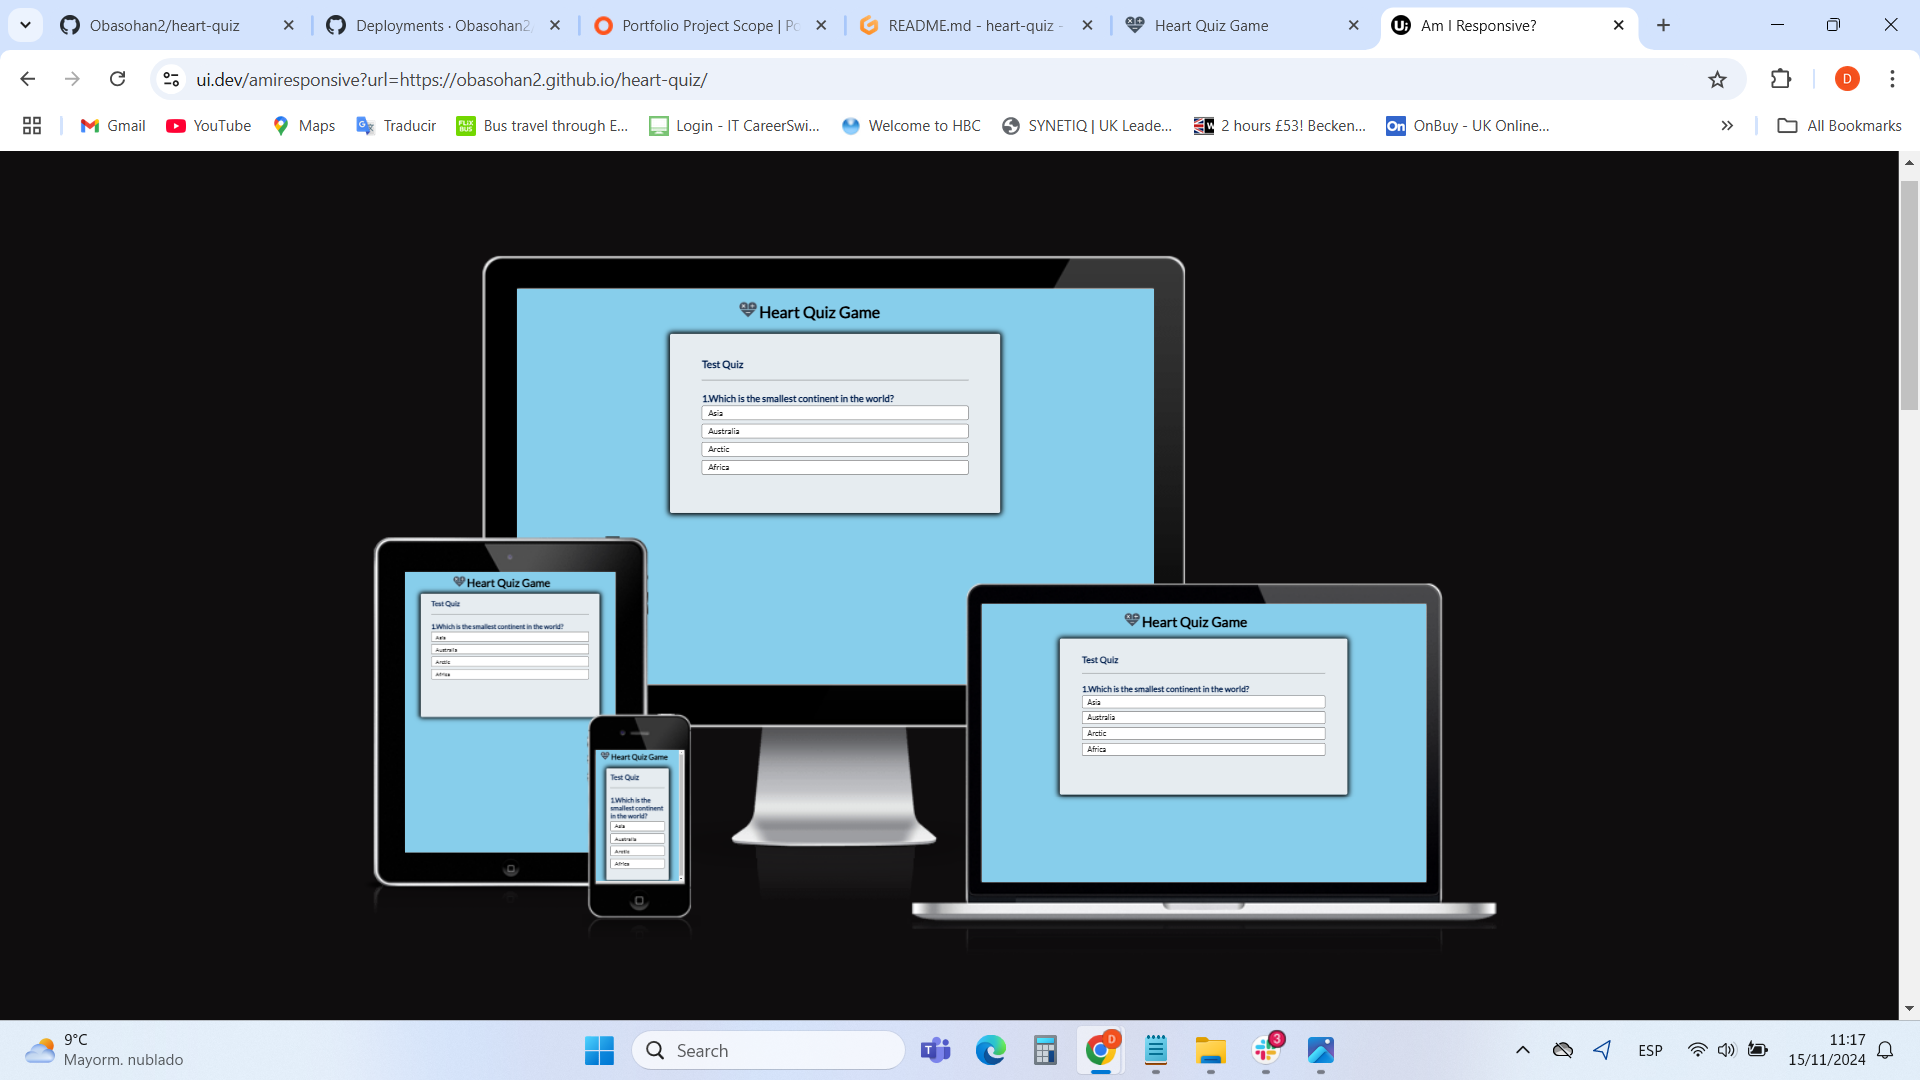 Obasohan2/heart-quiz
Deployments · Obasohan2/
Portfolio Project Scope | Po
README.md - heart-quiz -
Heart Quiz Game
Am I Responsive?
ui.dev/amiresponsive?url=https://obasohan2.github.io/heart-quiz/
D
Gmail
YouTube
Maps
Traducir
Bus travel through E...
Login - IT CareerSwi...
Welcome to HBC
SYNETIQ | UK Leade...
2 hours £53! Becken...
OnBuy - UK Online...
All Bookmarks
Heart Quiz Game
Test Quiz
1.Which is the smallest continent in the world?
Asia
Australia
Arctic
Africa
Heart Quiz Game
Test Quiz
1.Which is the smallest continent in the world?
Asia
Australia
Arctic
Africa
Heart Quiz Game
Test Quiz
1.Which is the
smallest continent
in the world?
Asia
Australia
Arctic
Africa
Heart Quiz Game
Test Quiz
1.Which is the smallest continent in the world?
Asia
Australia
Arctic
Africa
9°C
Mayorm. nublado
Search
D
3
ESP
11:17
15/11/2024